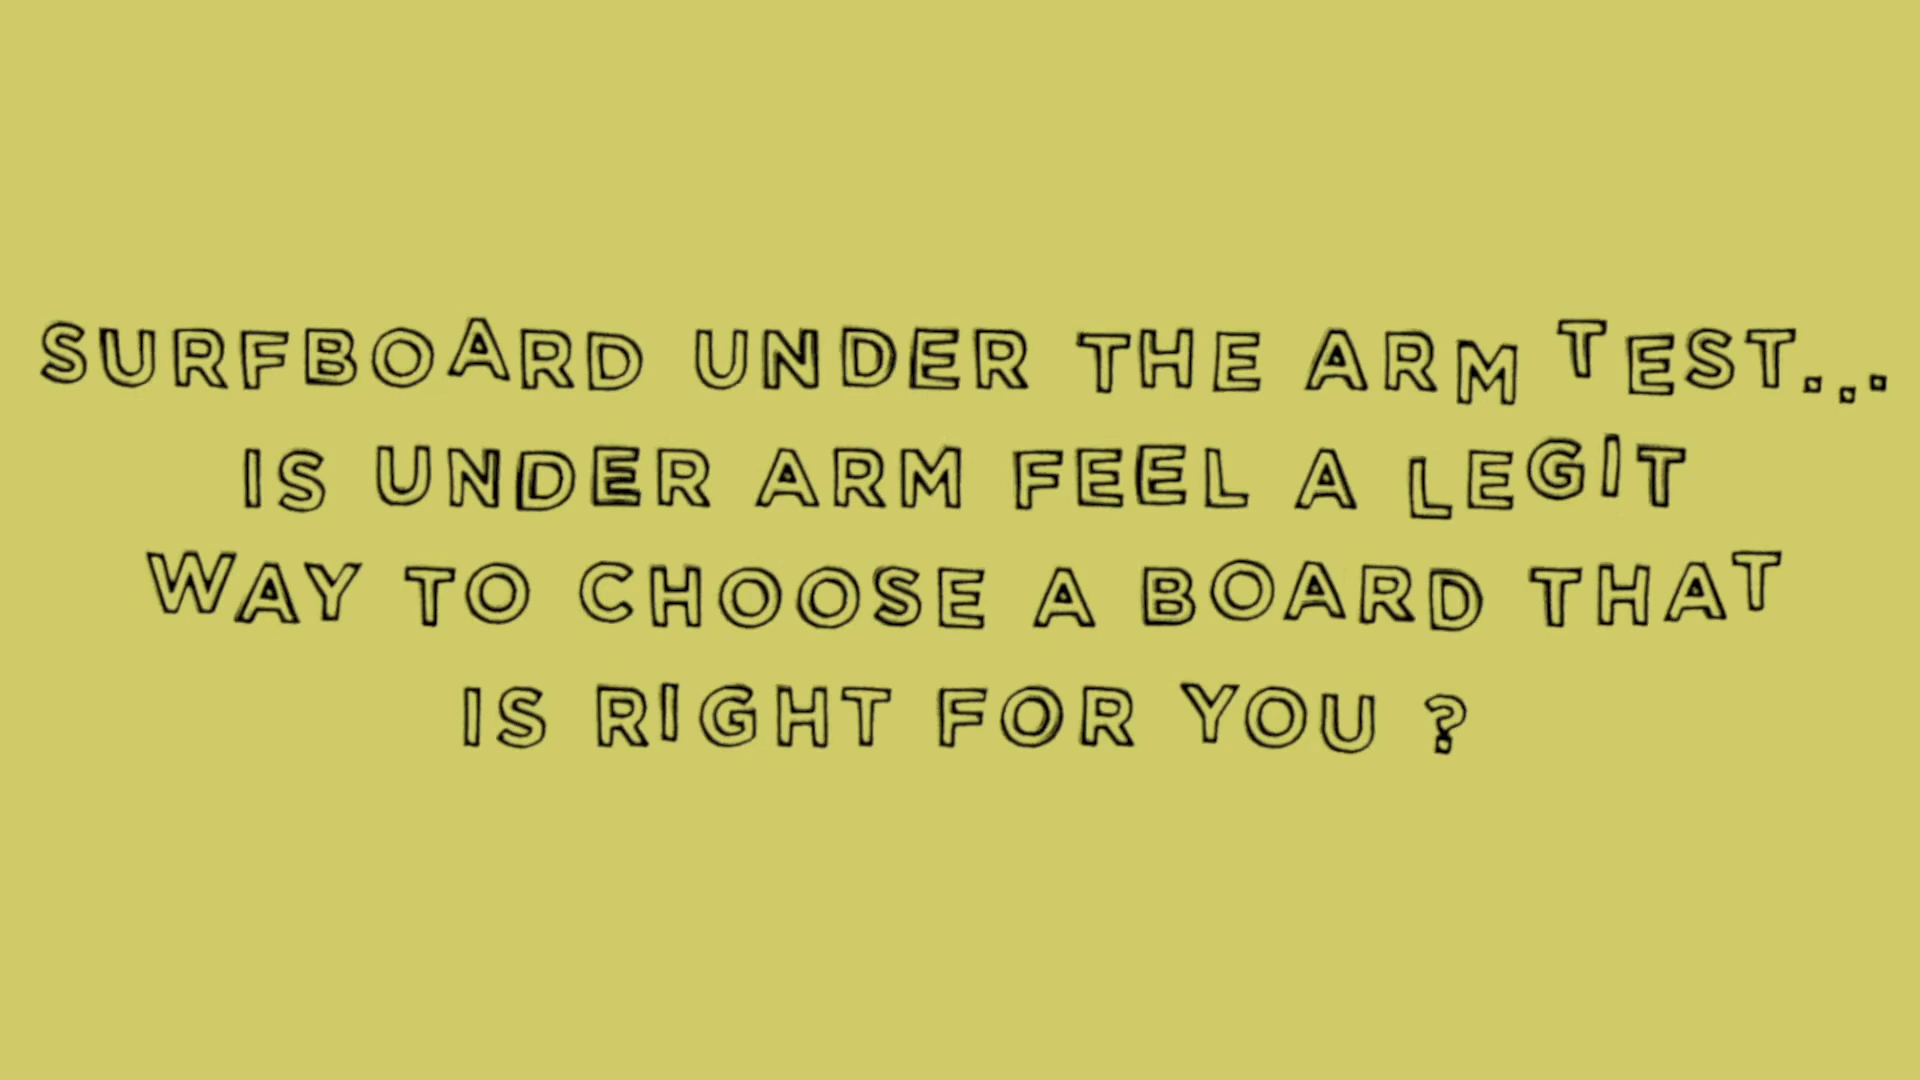 SURFBOARD UNDER THE ARM TEST...
IS UNDER ARM FEEL A LEGIT
WAY TO CHOOSE A BOARD THAT
IS RIGHT FOR YOU ?